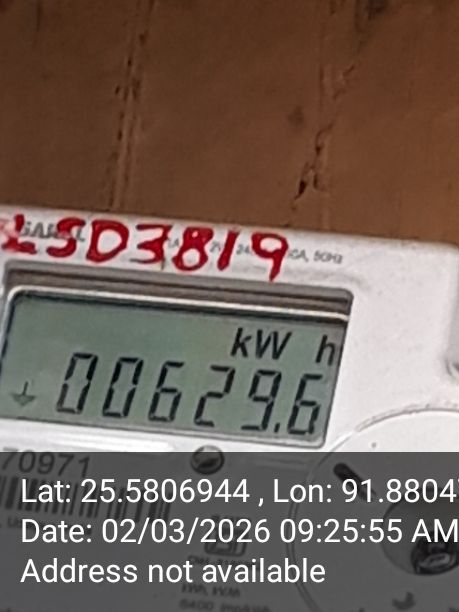 LSD3819
kW h
00629.6
70971
Lat: 25.5806944 , Lon: 91.8804
Date: 02/03/2026 09:25:55 AM
Address not available